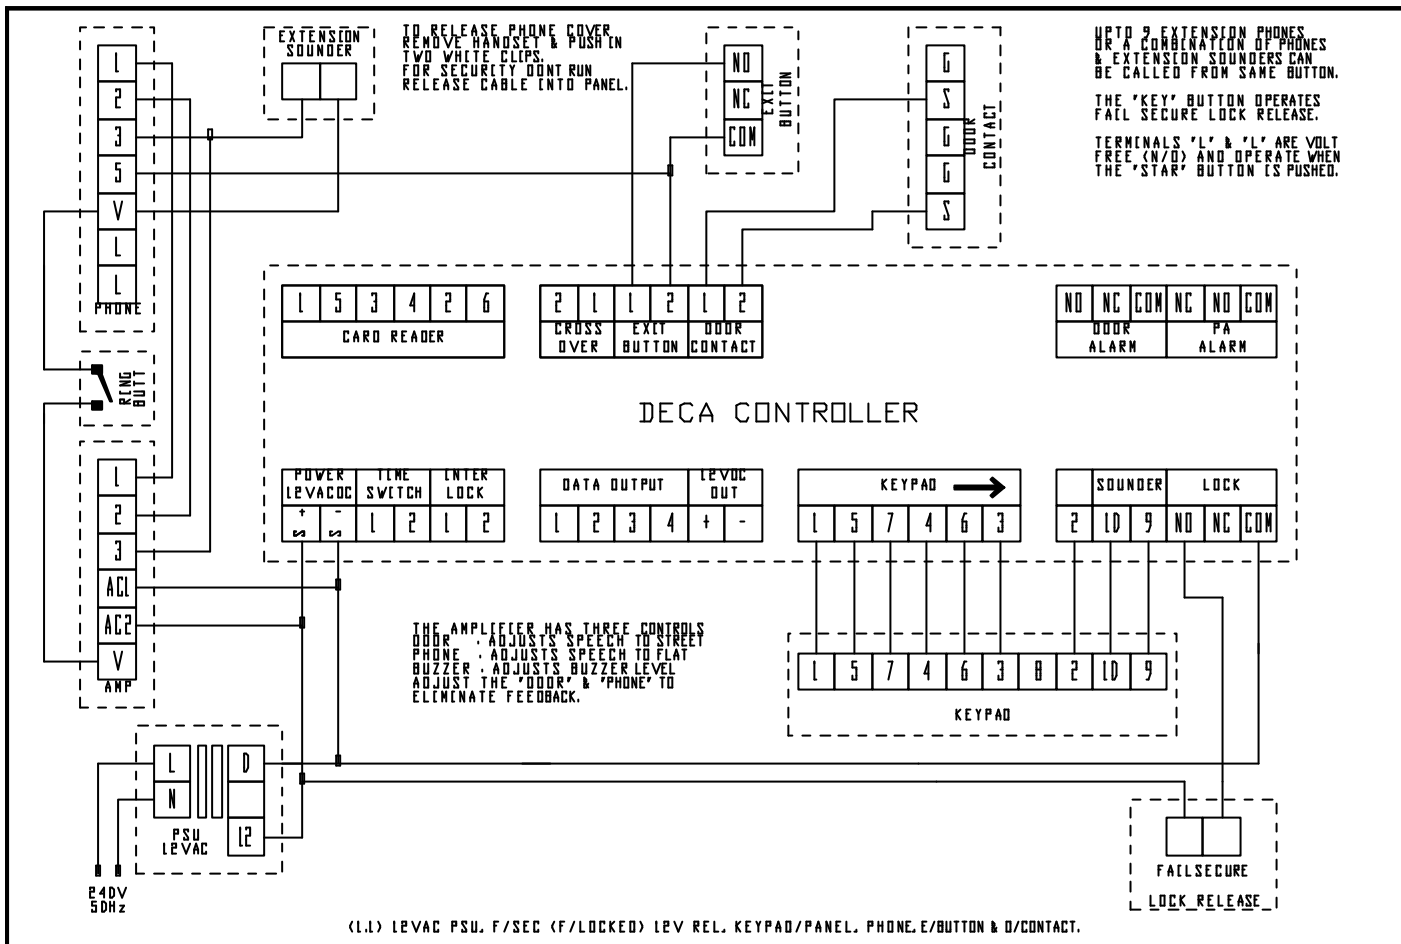 EXTENSION
SOUNDER
TO RELEASE PHONE COVER
REMOVE HANDSET & PUSH IN
TWO WHITE CLIPS.
FOR SECURITY DONT RUN
RELEASE CABLE INTO PANEL.
NO
NC
COM
EXIT
BUTTON
G
S
G
G
S
DOOR
CONTACT
UPTO 9 EXTENSION PHONES
OR A COMBINATION OF PHONES
& EXTENSION SOUNDERS CAN
BE CALLED FROM SAME BUTTON.
THE "KEY" BUTTON OPERATES
FAIL SECURE LOCK RELEASE.
TERMINALS "L" & "L" ARE VOLT
FREE (N/O) AND OPERATE WHEN
THE "STAR" BUTTON IS PUSHED.
1
2
3
5
V
L
L
PHONE
RING
BUTT
1 5 3 4 2 6
CARD READER
2 1 1 2 1 2
CROSS EXIT DOOR
OVER BUTTON CONTACT
NO NC COM NC NO COM
DOOR PA
ALARM ALARM
DECA CONTROLLER
POWER TIME INTER
12VACDC SWITCH LOCK
+ - 1 2 1 2
DATA OUTPUT 12VDC
OUT
1 2 3 4 + -
KEYPAD
1 5 7 4 6 3
SOUNDER LOCK
2 10 9 NO NC COM
1
2
3
AC1
AC2
V
AMP
THE AMPLIFIER HAS THREE CONTROLS
DOOR - ADJUSTS SPEECH TO STREET
PHONE - ADJUSTS SPEECH TO FLAT
BUZZER - ADJUSTS BUZZER LEVEL
ADJUST THE "DOOR" & "PHONE" TO
ELIMINATE FEEDBACK.
1 5 7 4 6 3 8 2 10 9
KEYPAD
L
N
0
12
PSU
12VAC
240V
50Hz
FAILSECURE
LOCK RELEASE
(1.1) 12VAC PSU, F/SEC (F/LOCKED) 12V REL, KEYPAD/PANEL, PHONE, E/BUTTON & D/CONTACT.